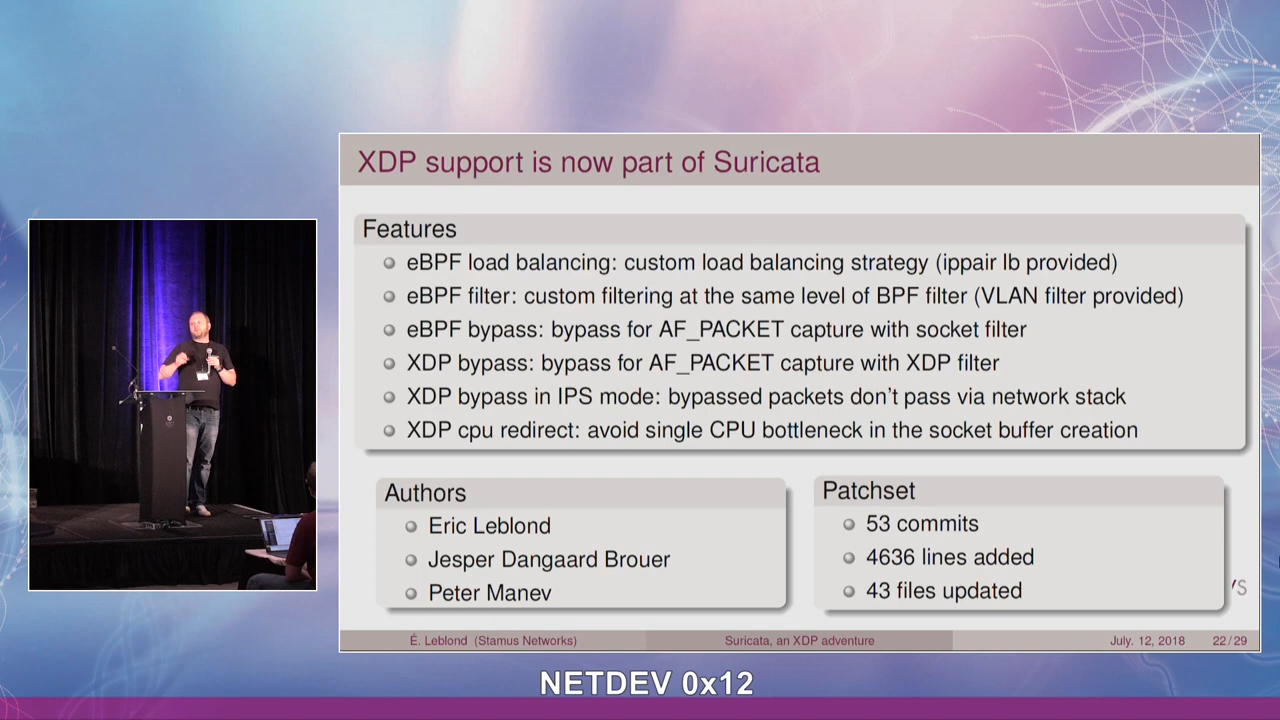 XDP support is now part of Suricata
Features
eBPF load balancing: custom load balancing strategy (ippair lb provided)
eBPF filter: custom filtering at the same level of BPF filter (VLAN filter provided)
eBPF bypass: bypass for AF_PACKET capture with socket filter
XDP bypass: bypass for AF_PACKET capture with XDP filter
XDP bypass in IPS mode: bypassed packets don't pass via network stack
XDP cpu redirect: avoid single CPU bottleneck in the socket buffer creation
Authors
Eric Leblond
Jesper Dangaard Brouer
Peter Manev
Patchset
53 commits
4636 lines added
43 files updated
É. Leblond (Stamus Networks) Suricata, an XDP adventure July. 12, 2018 22/29
NETDEV 0x12